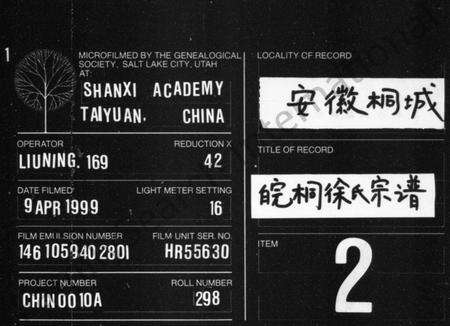 1
MICROFILMED BY THE GENEALOGICAL
SOCIETY, SALT LAKE CITY, UTAH
AT:
SHANXI ACADEMY
TAIYUAN, CHINA
OPERATOR REDUCTION X
LIUNING. 169 42
DATE FILMED LIGHT METER SETTING
9 APR 1999 16
FILM EMULSION NUMBER FILM UNIT SER. NO.
146 105940 2801 HR55630
PROJECT NUMBER ROLL NUMBER
CHIN0010A 298
LOCALITY OF RECORD
安徽桐城
TITLE OF RECORD
皖桐徐氏宗谱
ITEM
2